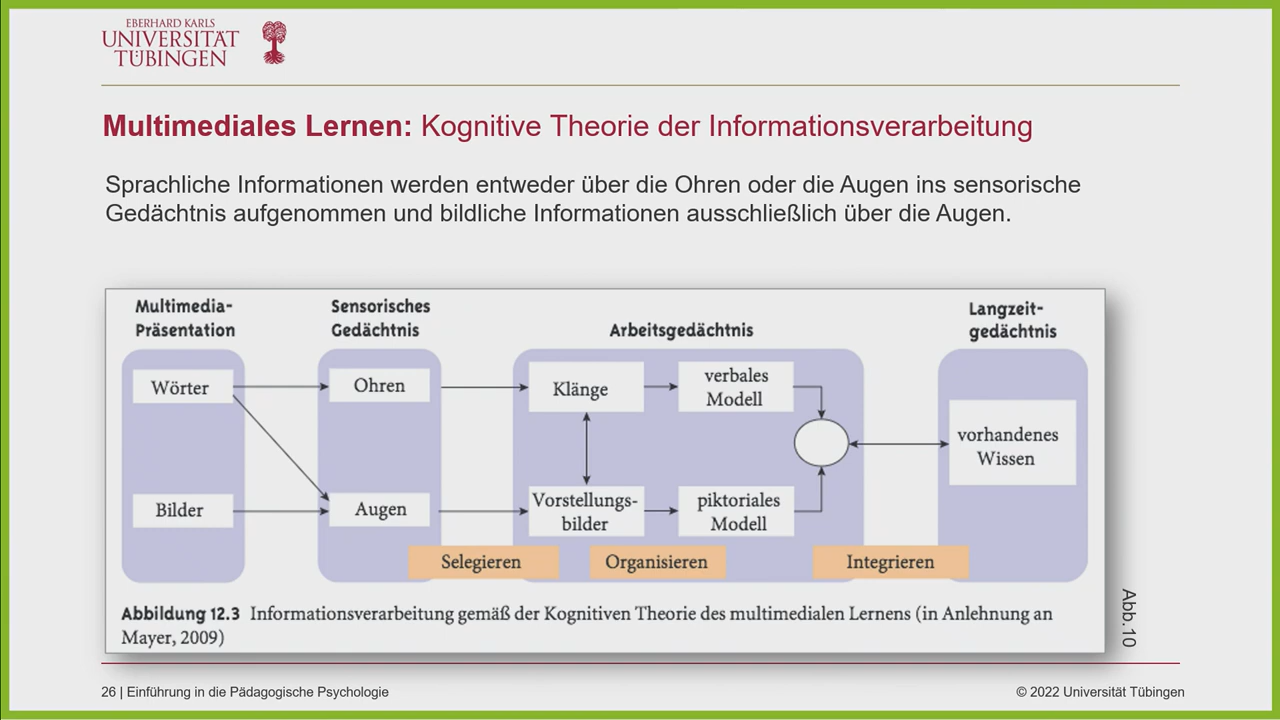 EBERHARD KARLS
UNIVERSITÄT
TÜBINGEN
Multimediales Lernen: Kognitive Theorie der Informationsverarbeitung
Sprachliche Informationen werden entweder über die Ohren oder die Augen ins sensorische
Gedächtnis aufgenommen und bildliche Informationen ausschließlich über die Augen.
Multimedia-
Präsentation
Sensorisches
Gedächtnis
Arbeitsgedächtnis
Langzeit-
gedächtnis
Wörter
Ohren
Klänge
verbales
Modell
vorhandenes
Wissen
Bilder
Augen
Vorstellungs-
bilder
piktoriales
Modell
Selegieren
Organisieren
Integrieren
Abbildung 12.3 Informationsverarbeitung gemäß der Kognitiven Theorie des multimedialen Lernens (in Anlehnung an
Mayer, 2009)
Abb.10
26 | Einführung in die Pädagogische Psychologie
© 2022 Universität Tübingen